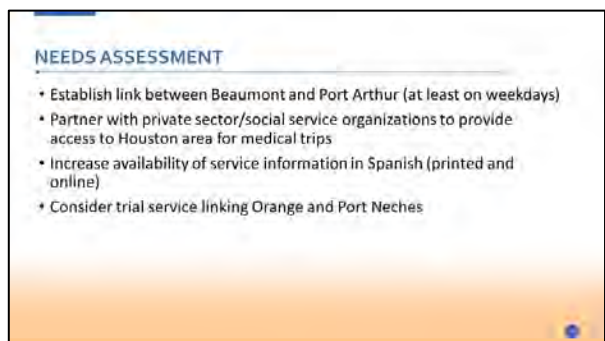 NEEDS ASSESSMENT
• Establish link between Beaumont and Port Arthur (at least on weekdays)
• Partner with private sector/social service organizations to provide
access to Houston area for medical trips
• Increase availability of service information in Spanish (printed and
online)
• Consider trial service linking Orange and Port Neches